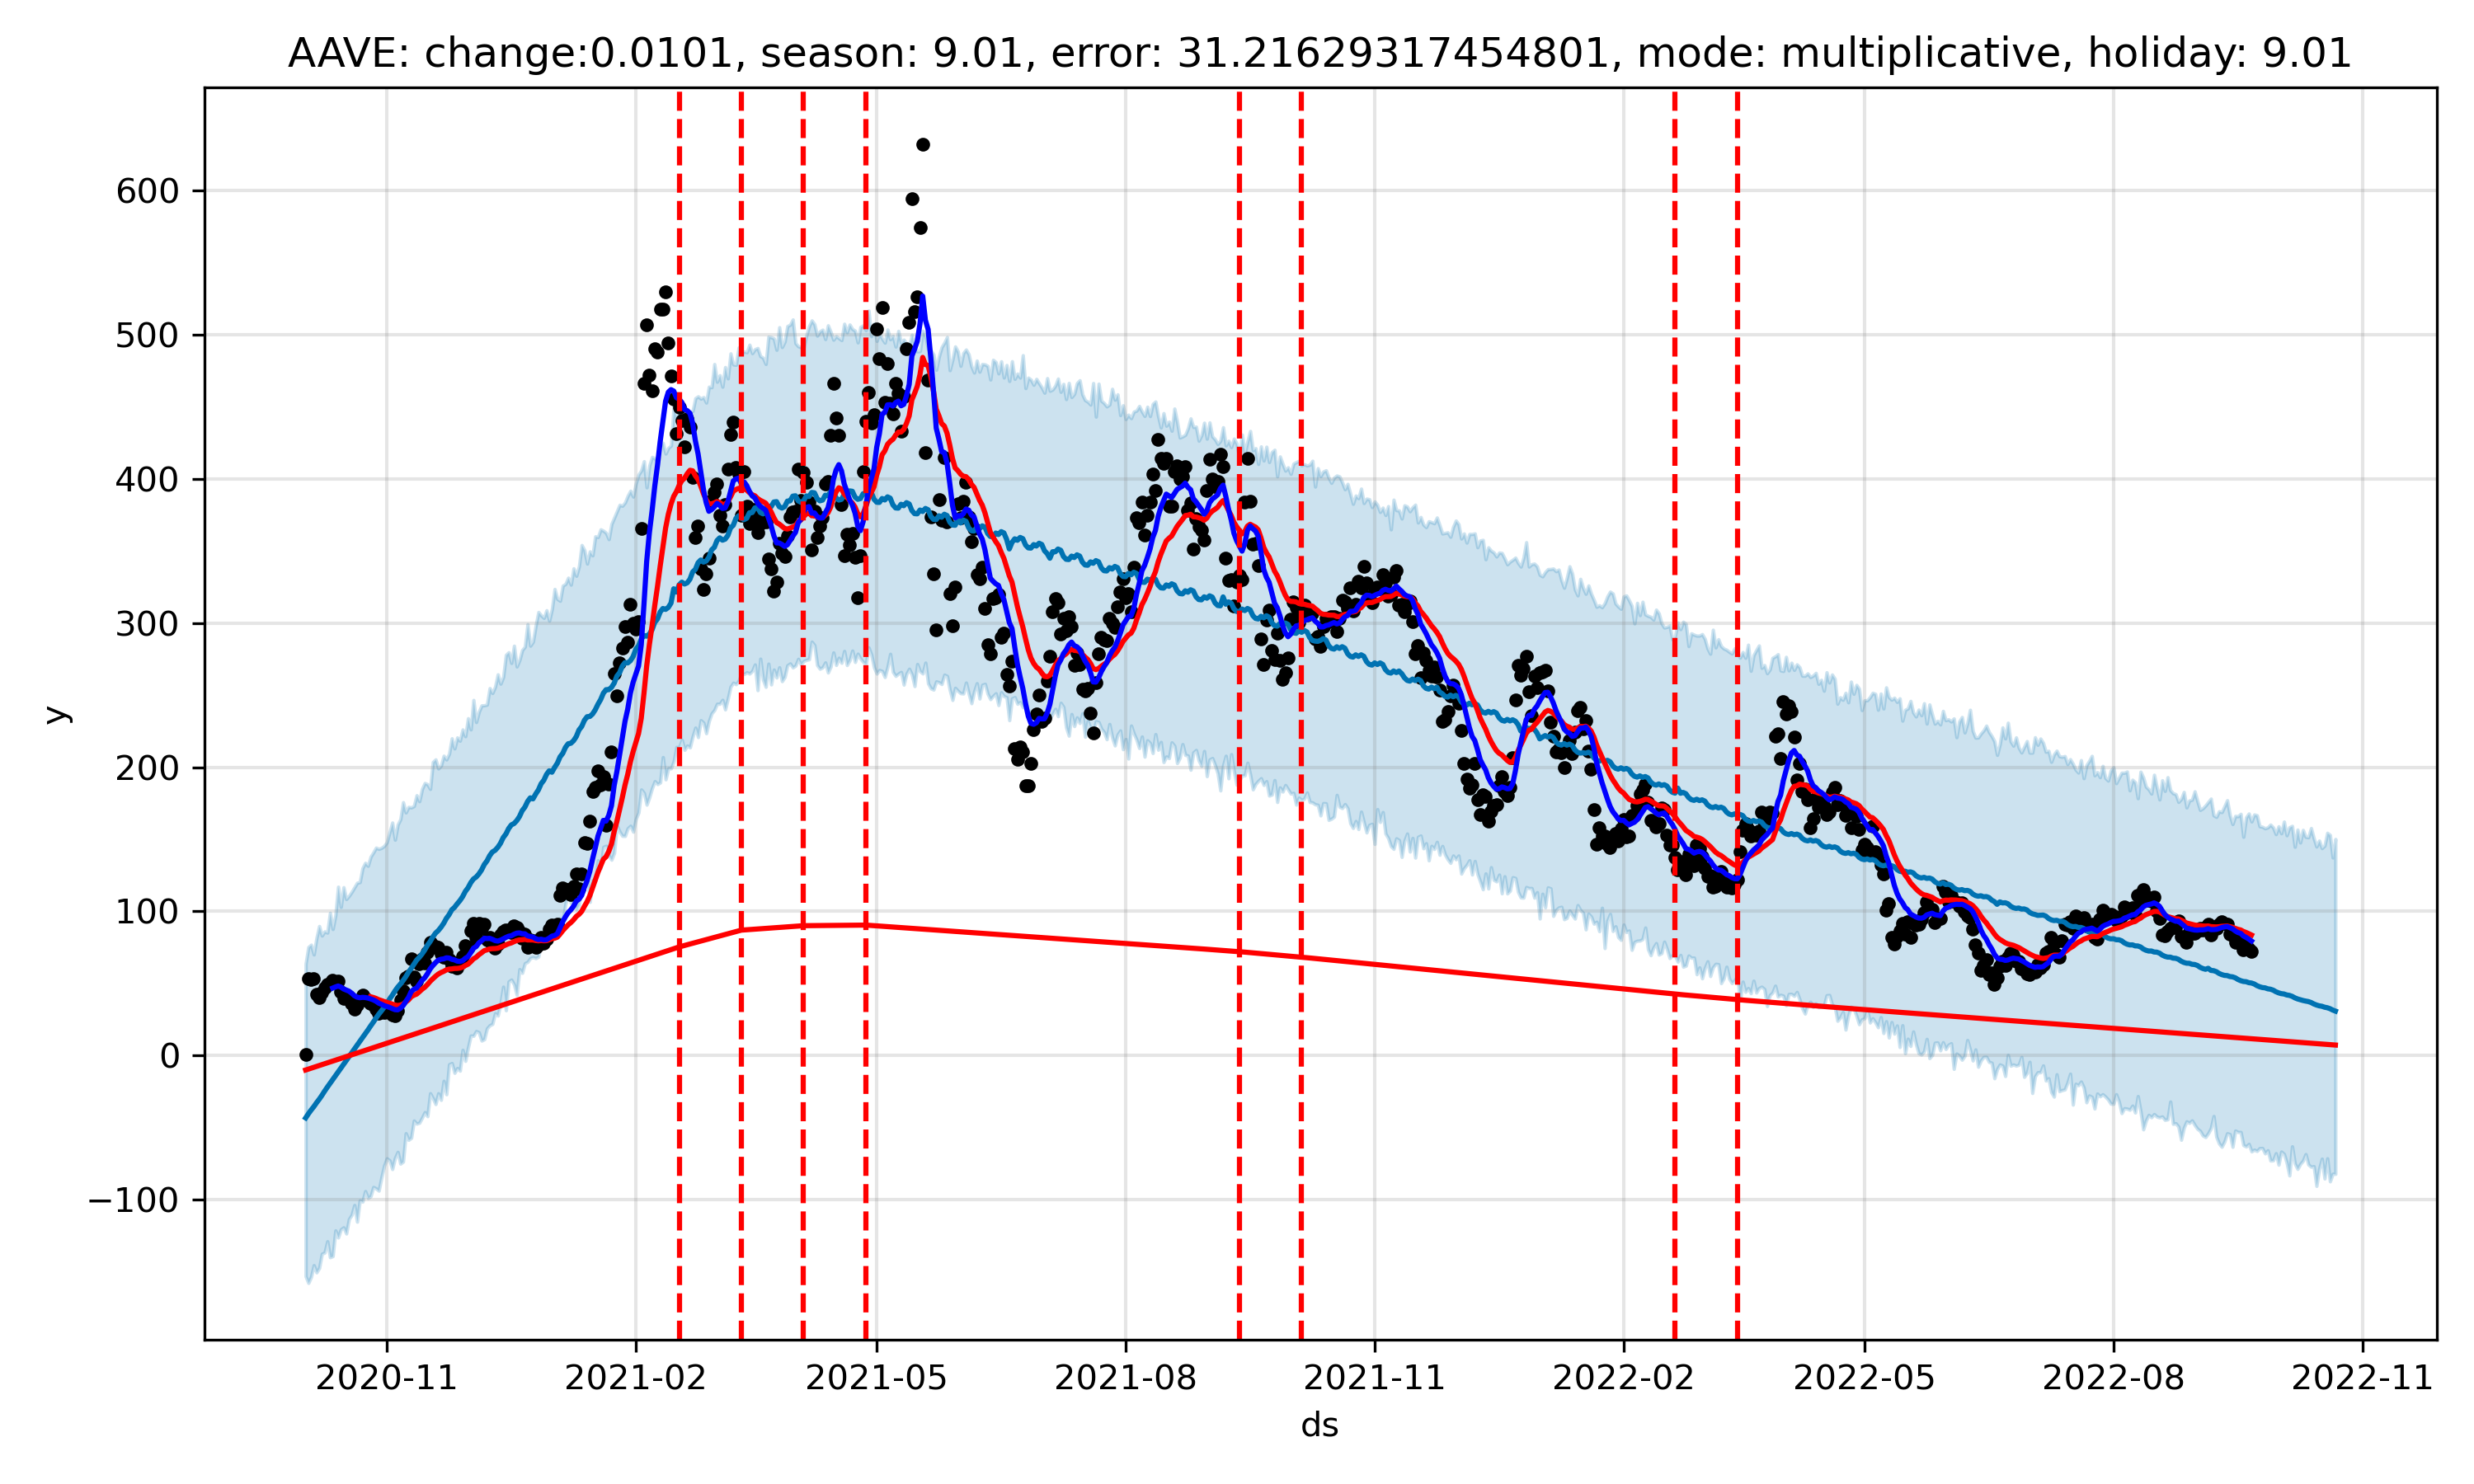 AAVE: change:0.0101, season: 9.01, error: 31.21629317454801, mode: multiplicative, holiday: 9.01
600
500
400
300
200
100
0
−100
y
2020-11 2021-02 2021-05 2021-08 2021-11 2022-02 2022-05 2022-08 2022-11
ds